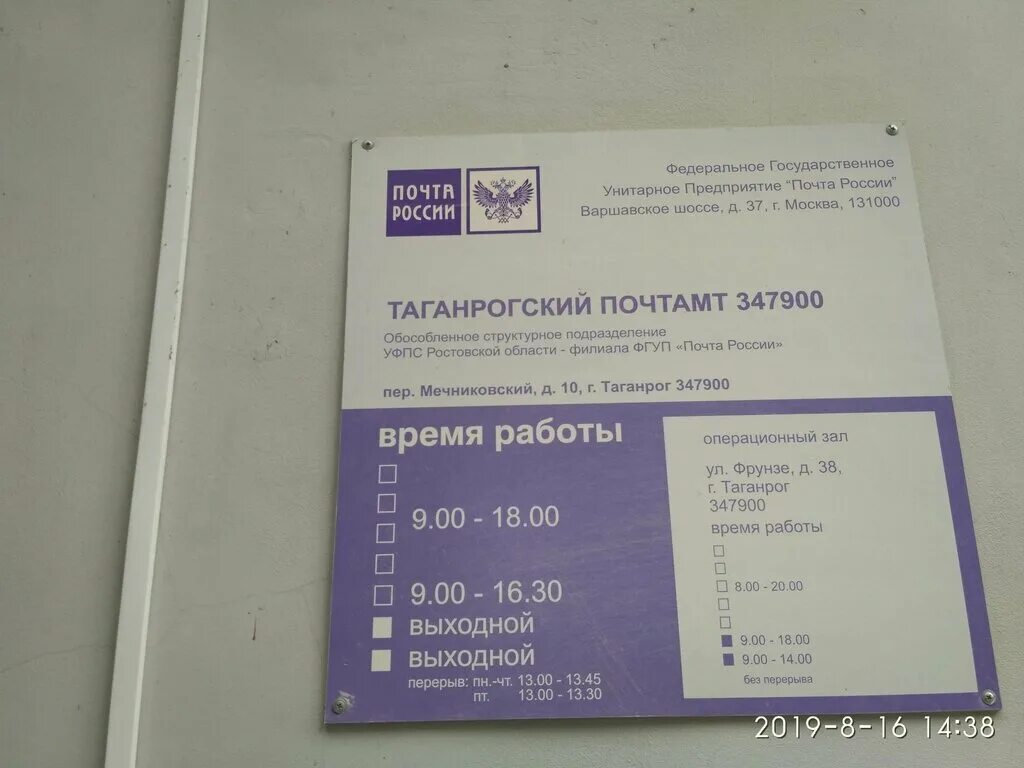 ПОЧТА
РОССИИ
Федеральное Государственное
Унитарное Предприятие "Почта России"
Варшавское шоссе, д. 37, г. Москва, 131000
ТАГАНРОГСКИЙ ПОЧТАМТ 347900
Обособленное структурное подразделение
УФПС Ростовской области - филиала ФГУП «Почта России»
пер. Мечниковский, д. 10, г. Таганрог 347900
время работы
9.00 - 18.00
9.00 - 16.30
ВЫХОДНОЙ
ВЫХОДНОЙ
перерыв: пн.-чт. 13.00 - 13.45
пт. 13.00 - 13.30
операционный зал
ул. Фрунзе, д. 38,
г. Таганрог
347900
время работы
8.00 - 20.00
9.00 - 18.00
9.00 - 14.00
без перерыва
2019-8-16 14:38